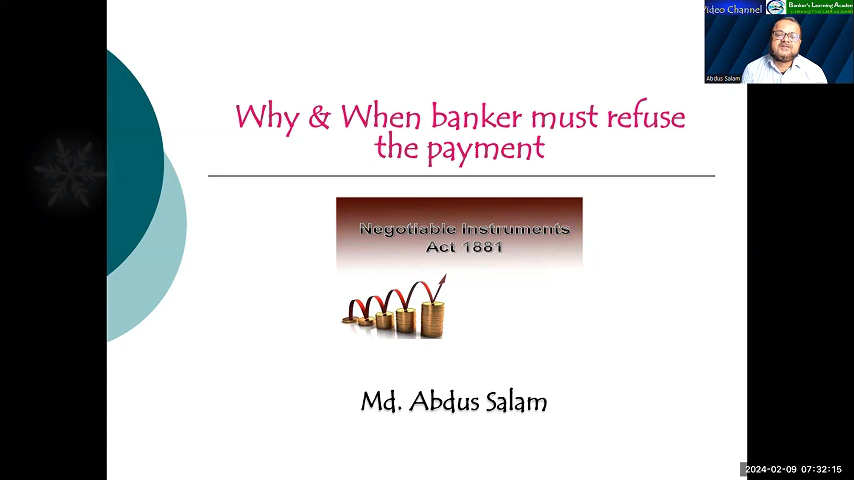 Video Channel
Banker's Learning Academ
Abdus Salam
Why & When banker must refuse
the payment
Negotiable Instruments
Act 1881
Md. Abdus Salam
2024-02-09 07:32:15